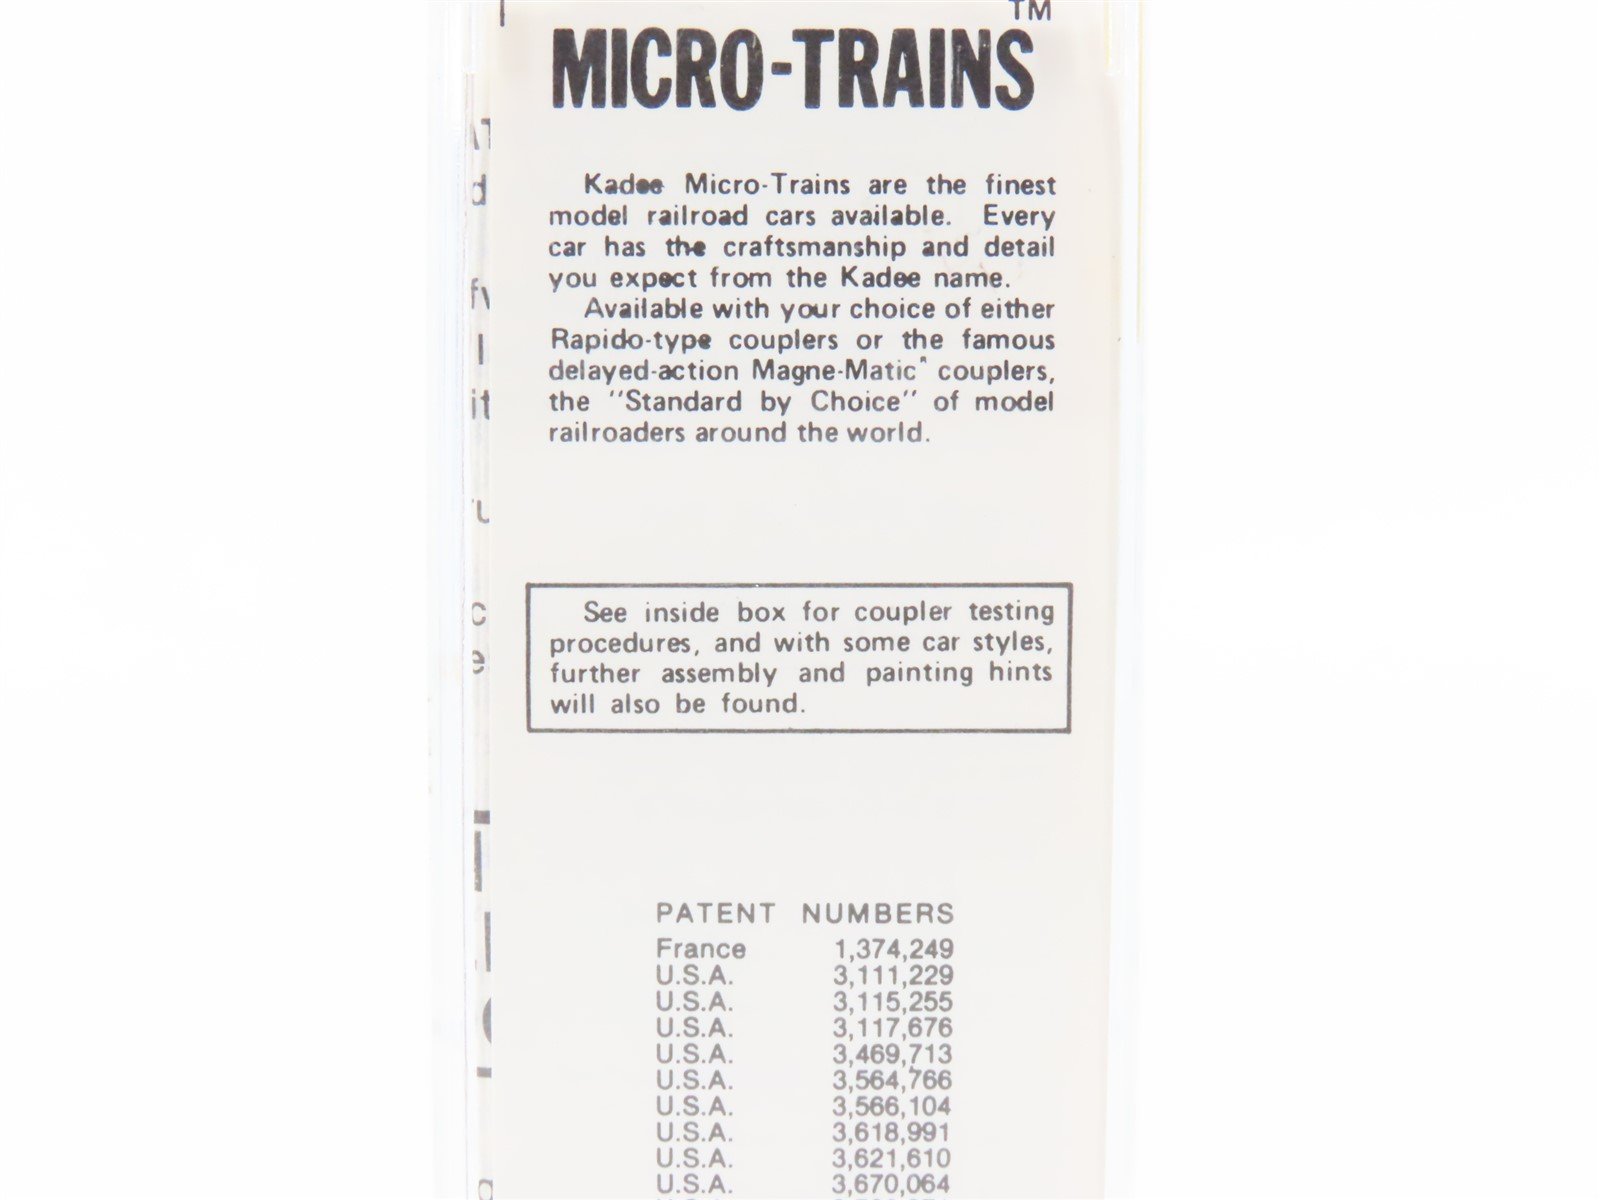 TM
MICRO-TRAINS
Kadee Micro-Trains are the finest
model railroad cars available. Every
car has the craftsmanship and detail
you expect from the Kadee name.
Available with your choice of either
Rapido-type couplers or the famous
delayed-action Magne-Matic® couplers,
the "Standard by Choice" of model
railroaders around the world.
See inside box for coupler testing
procedures, and with some car styles,
further assembly and painting hints
will also be found.
PATENT NUMBERS
France 1,374,249
U.S.A. 3,111,229
U.S.A. 3,115,255
U.S.A. 3,117,676
U.S.A. 3,469,713
U.S.A. 3,564,766
U.S.A. 3,566,104
U.S.A. 3,618,991
U.S.A. 3,621,610
U.S.A. 3,670,064